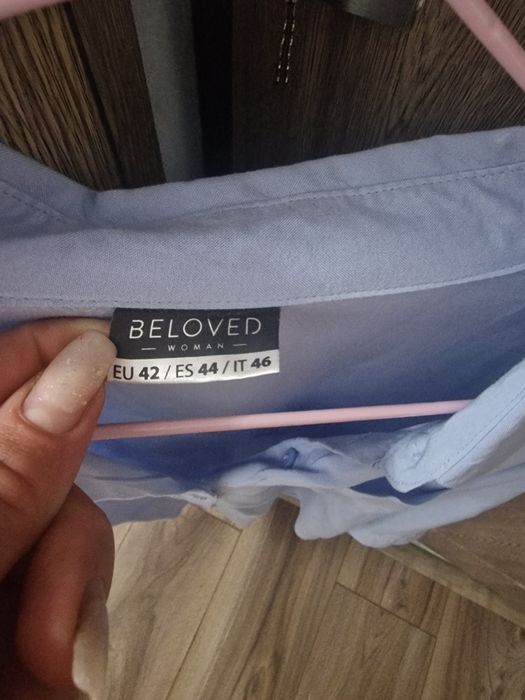 BELOVED
— WOMAN —
EU 42 / ES 44 / IT 46